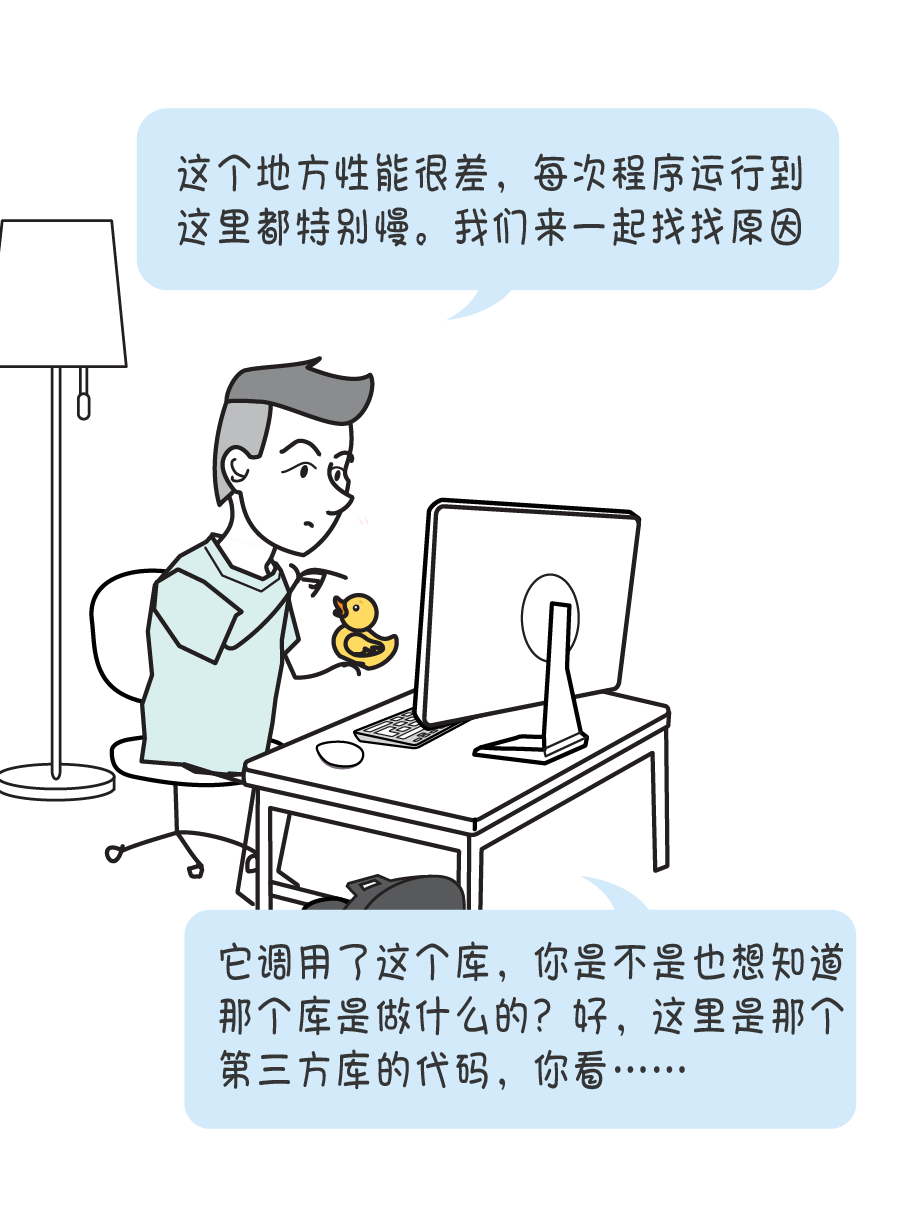 这个地方性能很差，每次程序运行到
这里都特别慢。我们来一起找找原因
它调用了这个库，你是不是也想知道
那个库是做什么的？好，这里是那个
第三方库的代码，你看……